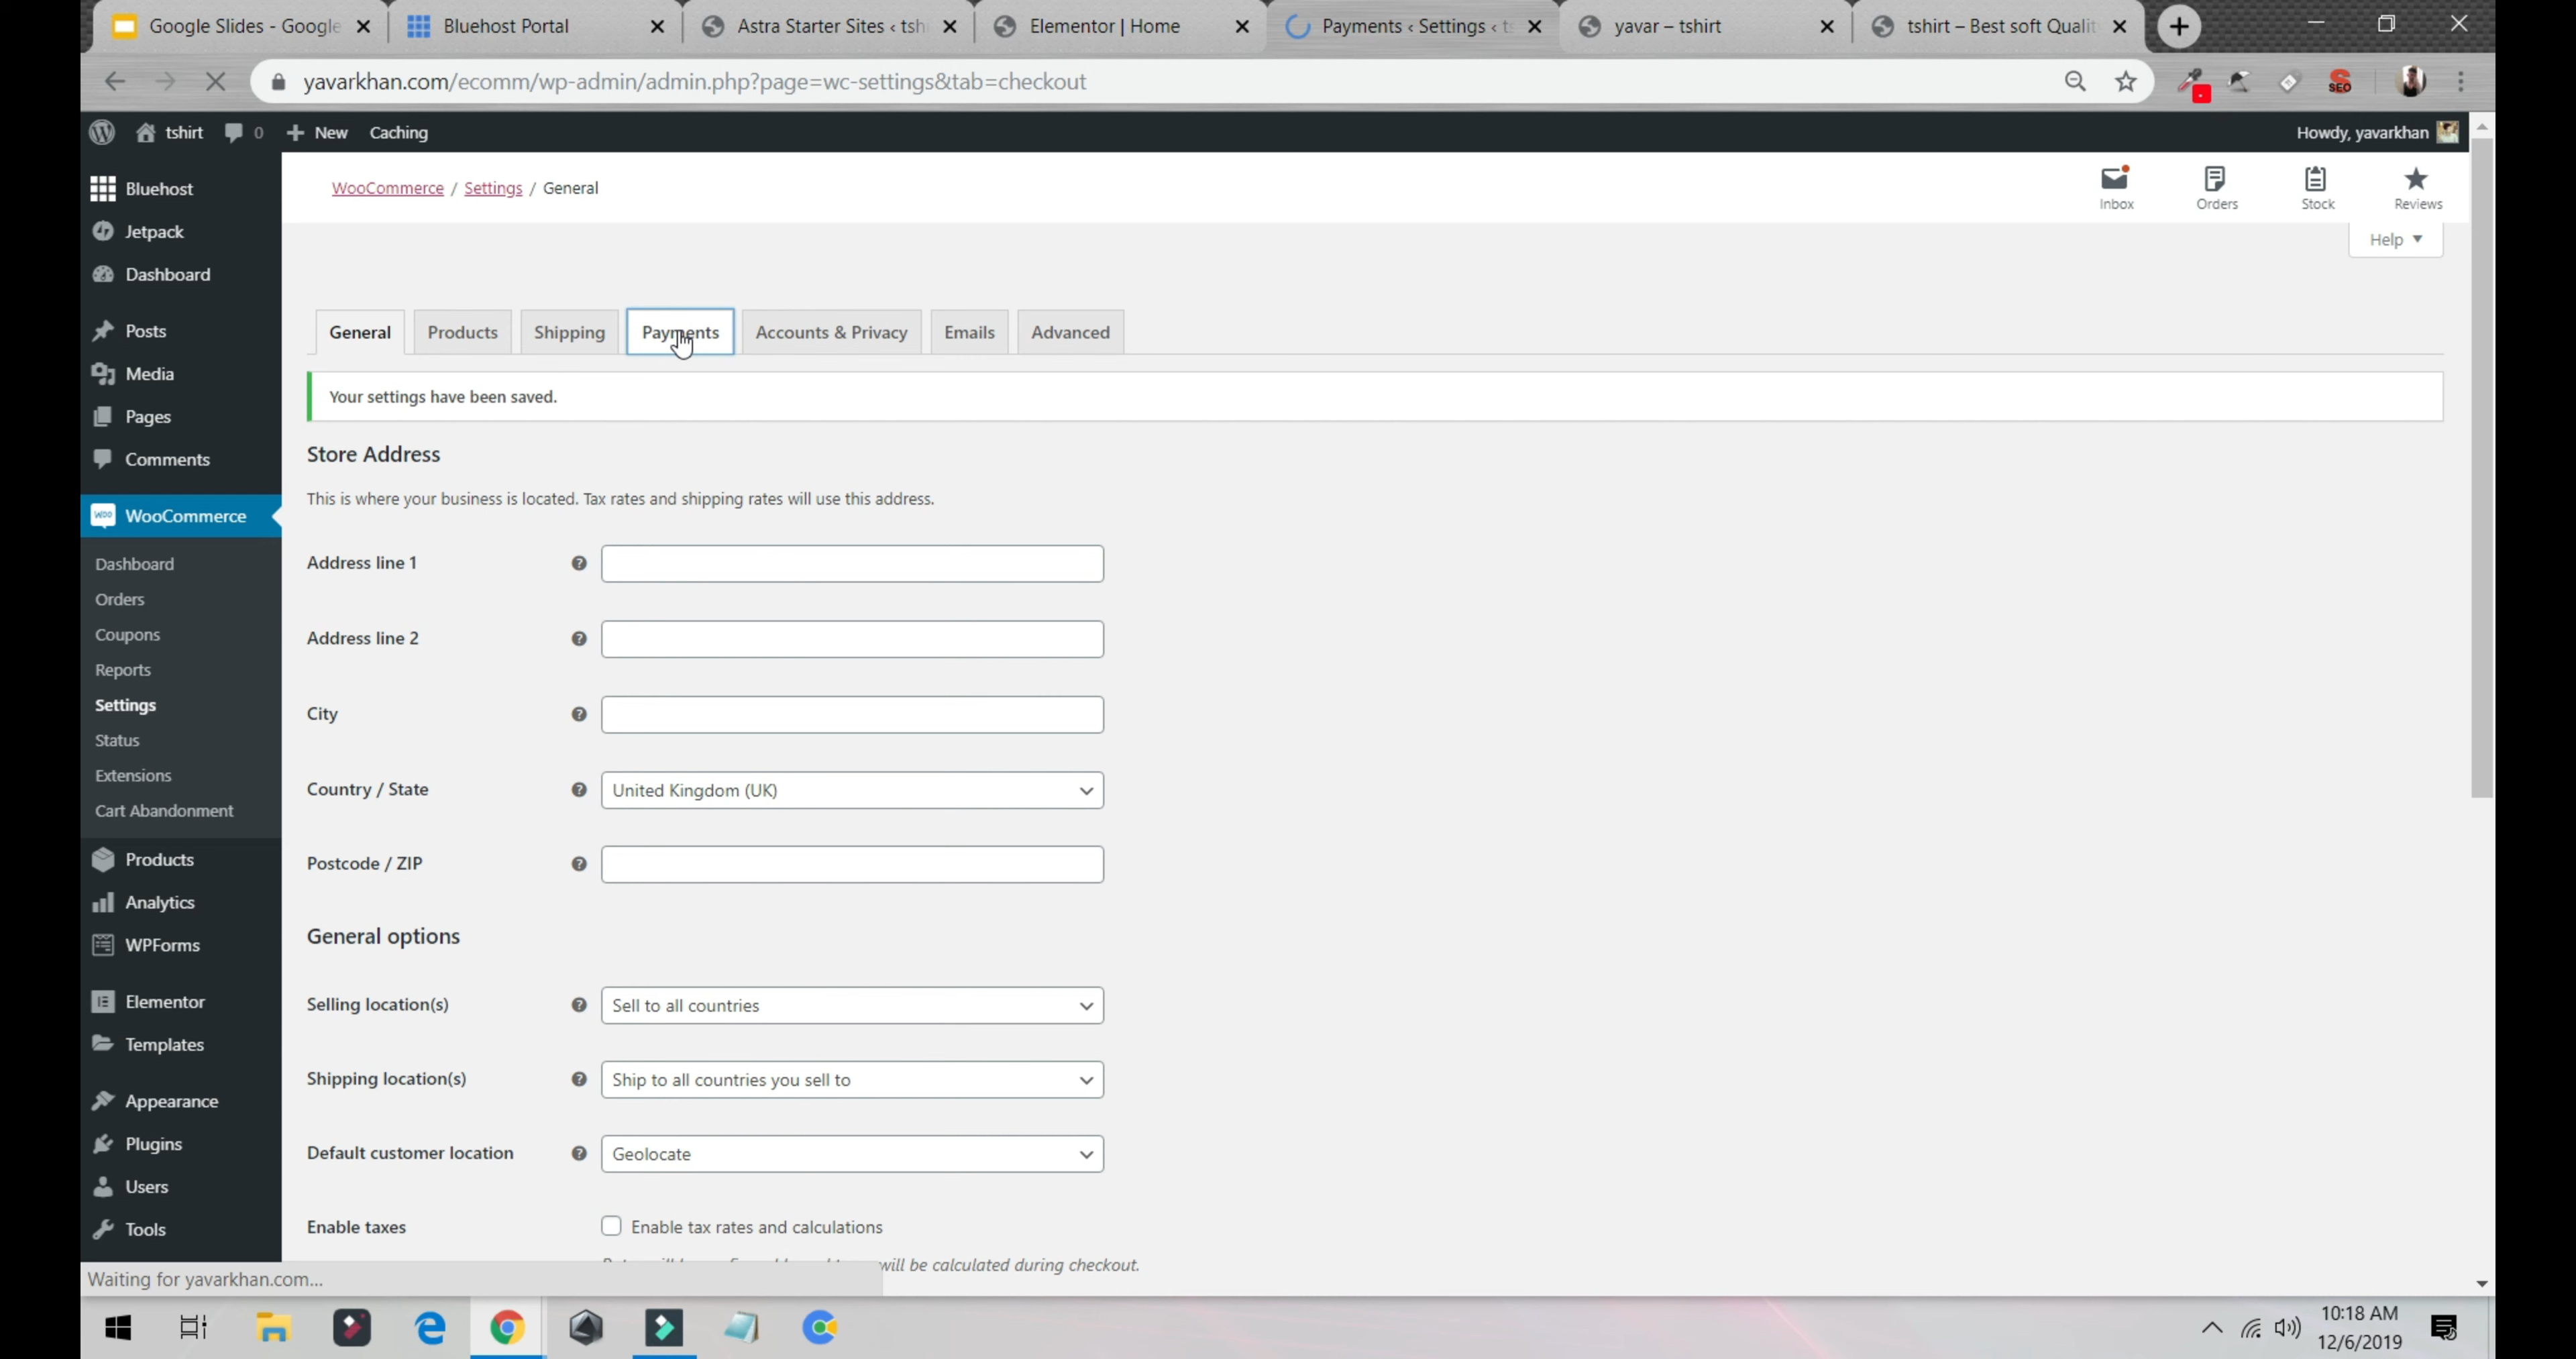 Google Slides - Google
Bluehost Portal
Astra Starter Sites ‹ tshi
Elementor | Home
Payments ‹ Settings ‹ ts
yavar – tshirt
tshirt – Best soft Qualit
yavarkhan.com/ecomm/wp-admin/admin.php?page=wc-settings&tab=checkout
SEO
tshirt
0
New
Caching
Howdy, yavarkhan
Bluehost
Jetpack
Dashboard
Posts
Media
Pages
Comments
WOO WooCommerce
Dashboard
Orders
Coupons
Reports
Settings
Status
Extensions
Cart Abandonment
Products
Analytics
WPForms
Elementor
Templates
Appearance
Plugins
Users
Tools
WooCommerce / Settings / General
Inbox
Orders
Stock
Reviews
Help
General
Products
Shipping
Payments
Accounts & Privacy
Emails
Advanced
Your settings have been saved.
Store Address
This is where your business is located. Tax rates and shipping rates will use this address.
Address line 1
Address line 2
City
Country / State
United Kingdom (UK)
Postcode / ZIP
General options
Selling location(s)
Sell to all countries
Shipping location(s)
Ship to all countries you sell to
Default customer location
Geolocate
Enable taxes
Enable tax rates and calculations
will be calculated during checkout.
Waiting for yavarkhan.com...
10:18 AM
12/6/2019